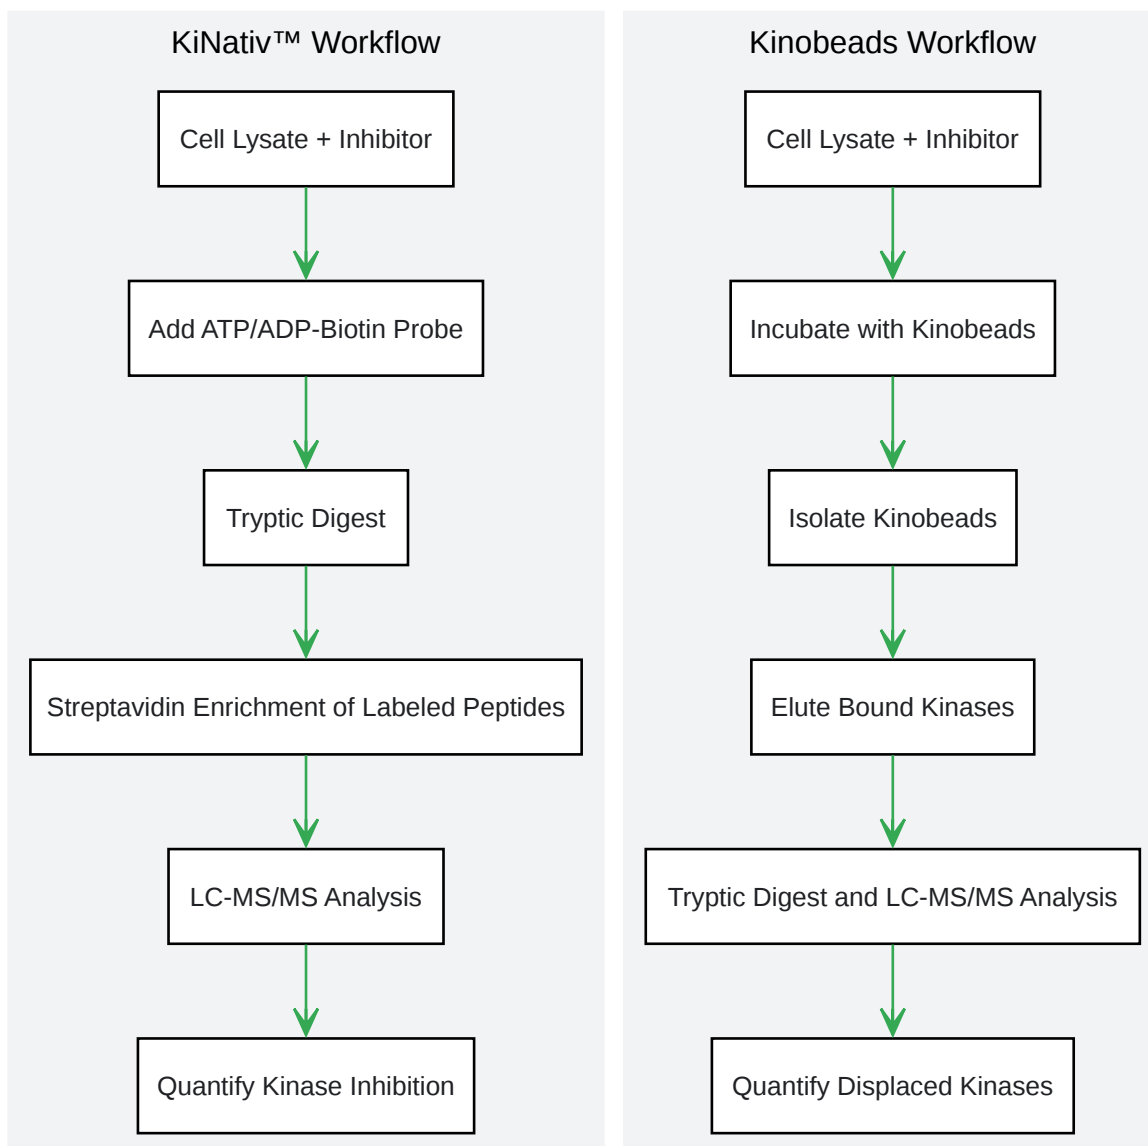 KiNativ™ Workflow
Cell Lysate + Inhibitor
Add ATP/ADP-Biotin Probe
Tryptic Digest
Streptavidin Enrichment of Labeled Peptides
LC-MS/MS Analysis
Quantify Kinase Inhibition
Kinobeads Workflow
Cell Lysate + Inhibitor
Incubate with Kinobeads
Isolate Kinobeads
Elute Bound Kinases
Tryptic Digest and LC-MS/MS Analysis
Quantify Displaced Kinases